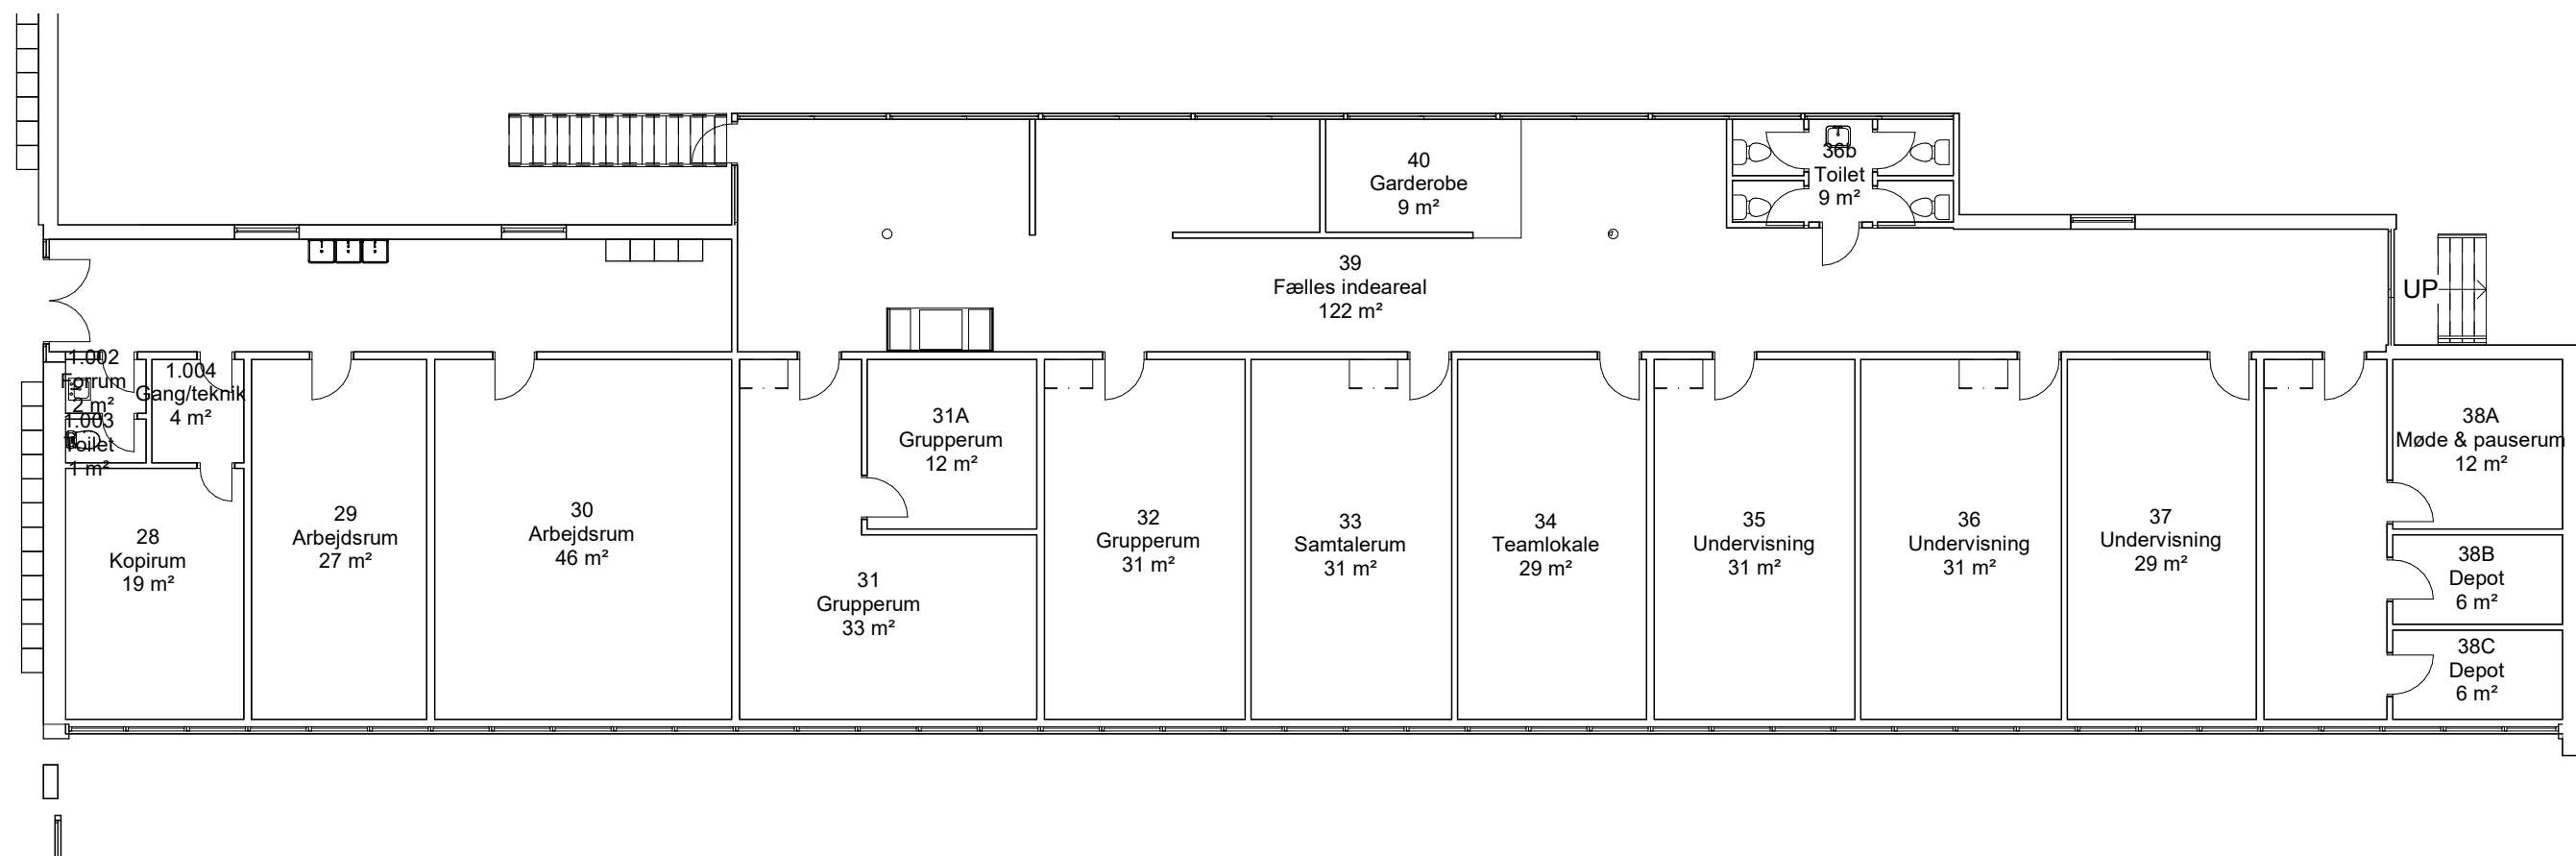 36b
Toilet
9 m²
40
Garderobe
9 m²
39
Fælles indeareal
122 m²
UP
1.002
Forrum
2 m²
1.003
Toilet
1 m²
1.004
Gang/teknik
4 m²
28
Kopirum
19 m²
29
Arbejdsrum
27 m²
30
Arbejdsrum
46 m²
31A
Grupperum
12 m²
31
Grupperum
33 m²
32
Grupperum
31 m²
33
Samtalerum
31 m²
34
Teamlokale
29 m²
35
Undervisning
31 m²
36
Undervisning
31 m²
37
Undervisning
29 m²
38A
Møde & pauserum
12 m²
38B
Depot
6 m²
38C
Depot
6 m²